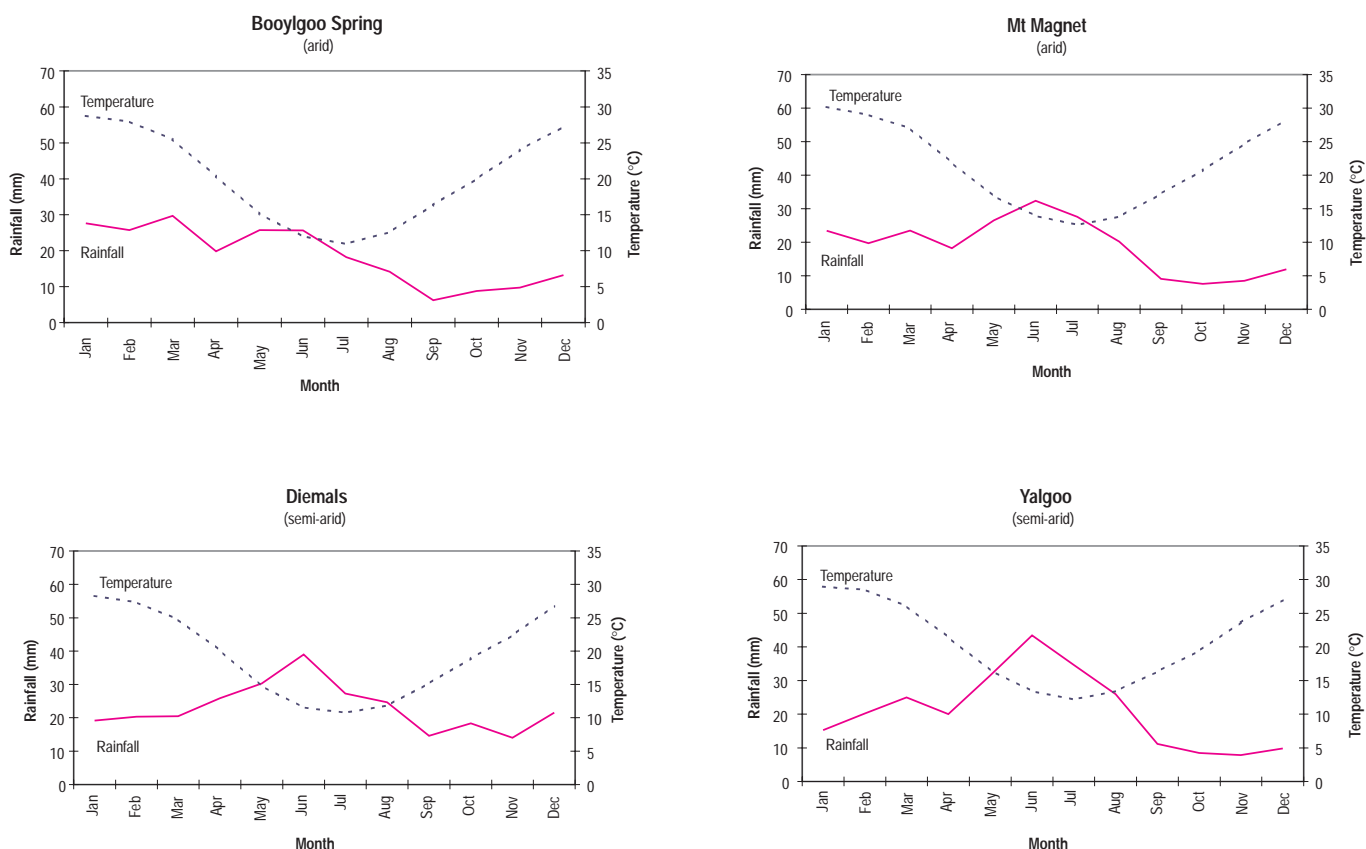 Booylgoo Spring
(arid)
70
60
50
40
30
20
10
0
Rainfall (mm)
35
30
25
20
15
10
5
0
Temperature (°C)
Temperature
Rainfall
Jan
Feb
Mar
Apr
May
Jun
Jul
Aug
Sep
Oct
Nov
Dec
Month
Mt Magnet
(arid)
70
60
50
40
30
20
10
0
Rainfall (mm)
35
30
25
20
15
10
5
0
Temperature (°C)
Temperature
Rainfall
Jan
Feb
Mar
Apr
May
Jun
Jul
Aug
Sep
Oct
Nov
Dec
Month
Diemals
(semi-arid)
70
60
50
40
30
20
10
0
Rainfall (mm)
35
30
25
20
15
10
5
0
Temperature (°C)
Temperature
Rainfall
Jan
Feb
Mar
Apr
May
Jun
Jul
Aug
Sep
Oct
Nov
Dec
Month
Yalgoo
(semi-arid)
70
60
50
40
30
20
10
0
Rainfall (mm)
35
30
25
20
15
10
5
0
Temperature (°C)
Temperature
Rainfall
Jan
Feb
Mar
Apr
May
Jun
Jul
Aug
Sep
Oct
Nov
Dec
Month